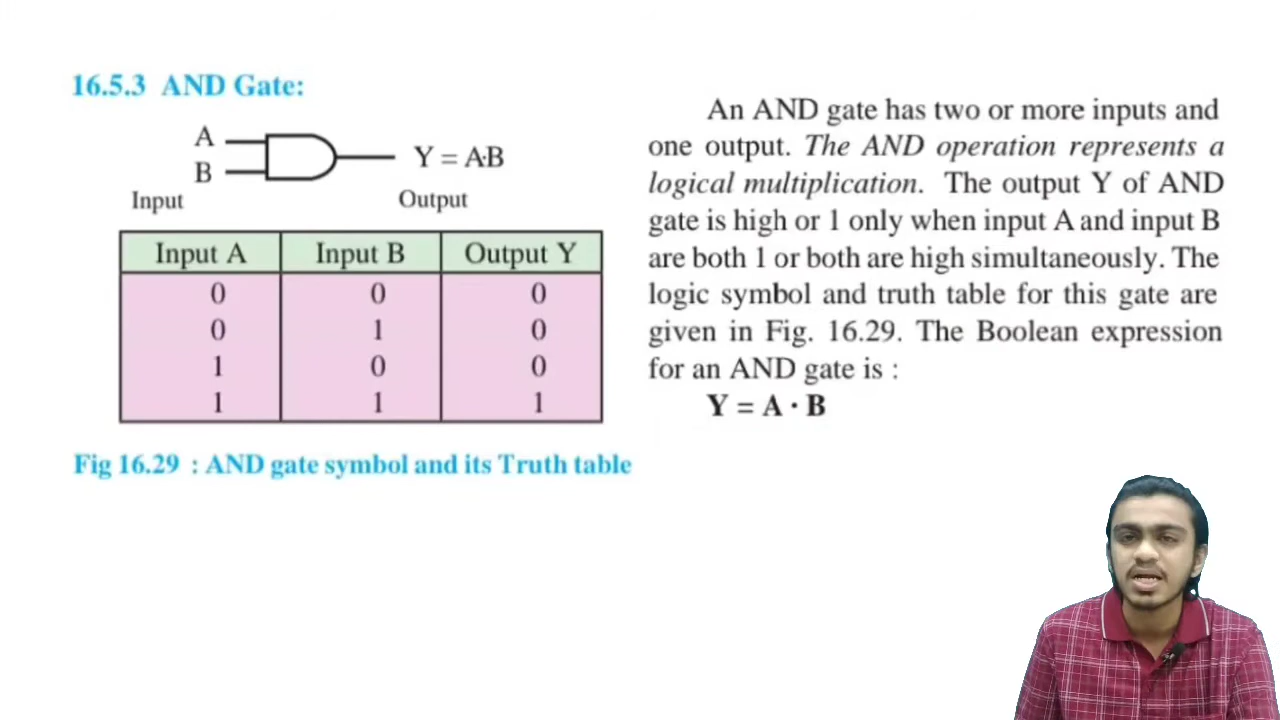 16.5.3 AND Gate:
A
B
Y = A·B
Input
Output
Input A Input B Output Y
0 0 0
0 1 0
1 0 0
1 1 1
Fig 16.29 : AND gate symbol and its Truth table
An AND gate has two or more inputs and
one output. The AND operation represents a
logical multiplication. The output Y of AND
gate is high or 1 only when input A and input B
are both 1 or both are high simultaneously. The
logic symbol and truth table for this gate are
given in Fig. 16.29. The Boolean expression
for an AND gate is :
Y = A · B